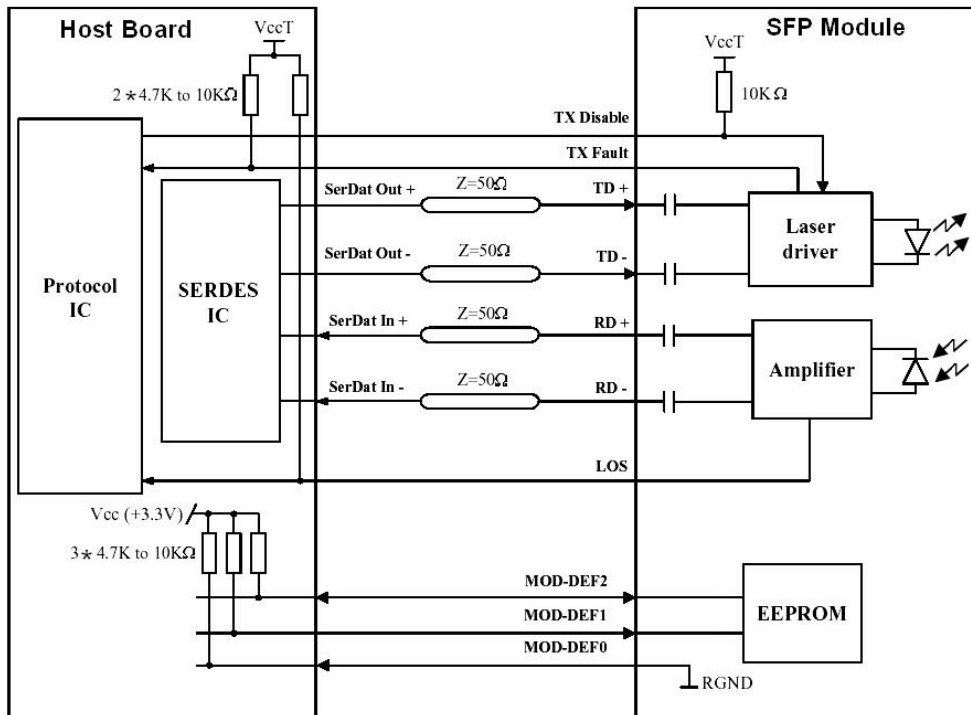 Host Board
SFP Module
VccT
VccT
2*4.7K to 10KΩ
10KΩ
TX Disable
TX Fault
SerDat Out +
Z=50Ω
TD +
SerDat Out -
Z=50Ω
TD -
Laser
driver
Protocol
IC
SERDES
IC
SerDat In +
Z=50Ω
RD +
SerDat In -
Z=50Ω
RD -
Amplifier
LOS
Vcc (+3.3V)
3*4.7K to 10KΩ
MOD-DEF2
MOD-DEF1
MOD-DEF0
EEPROM
RGND